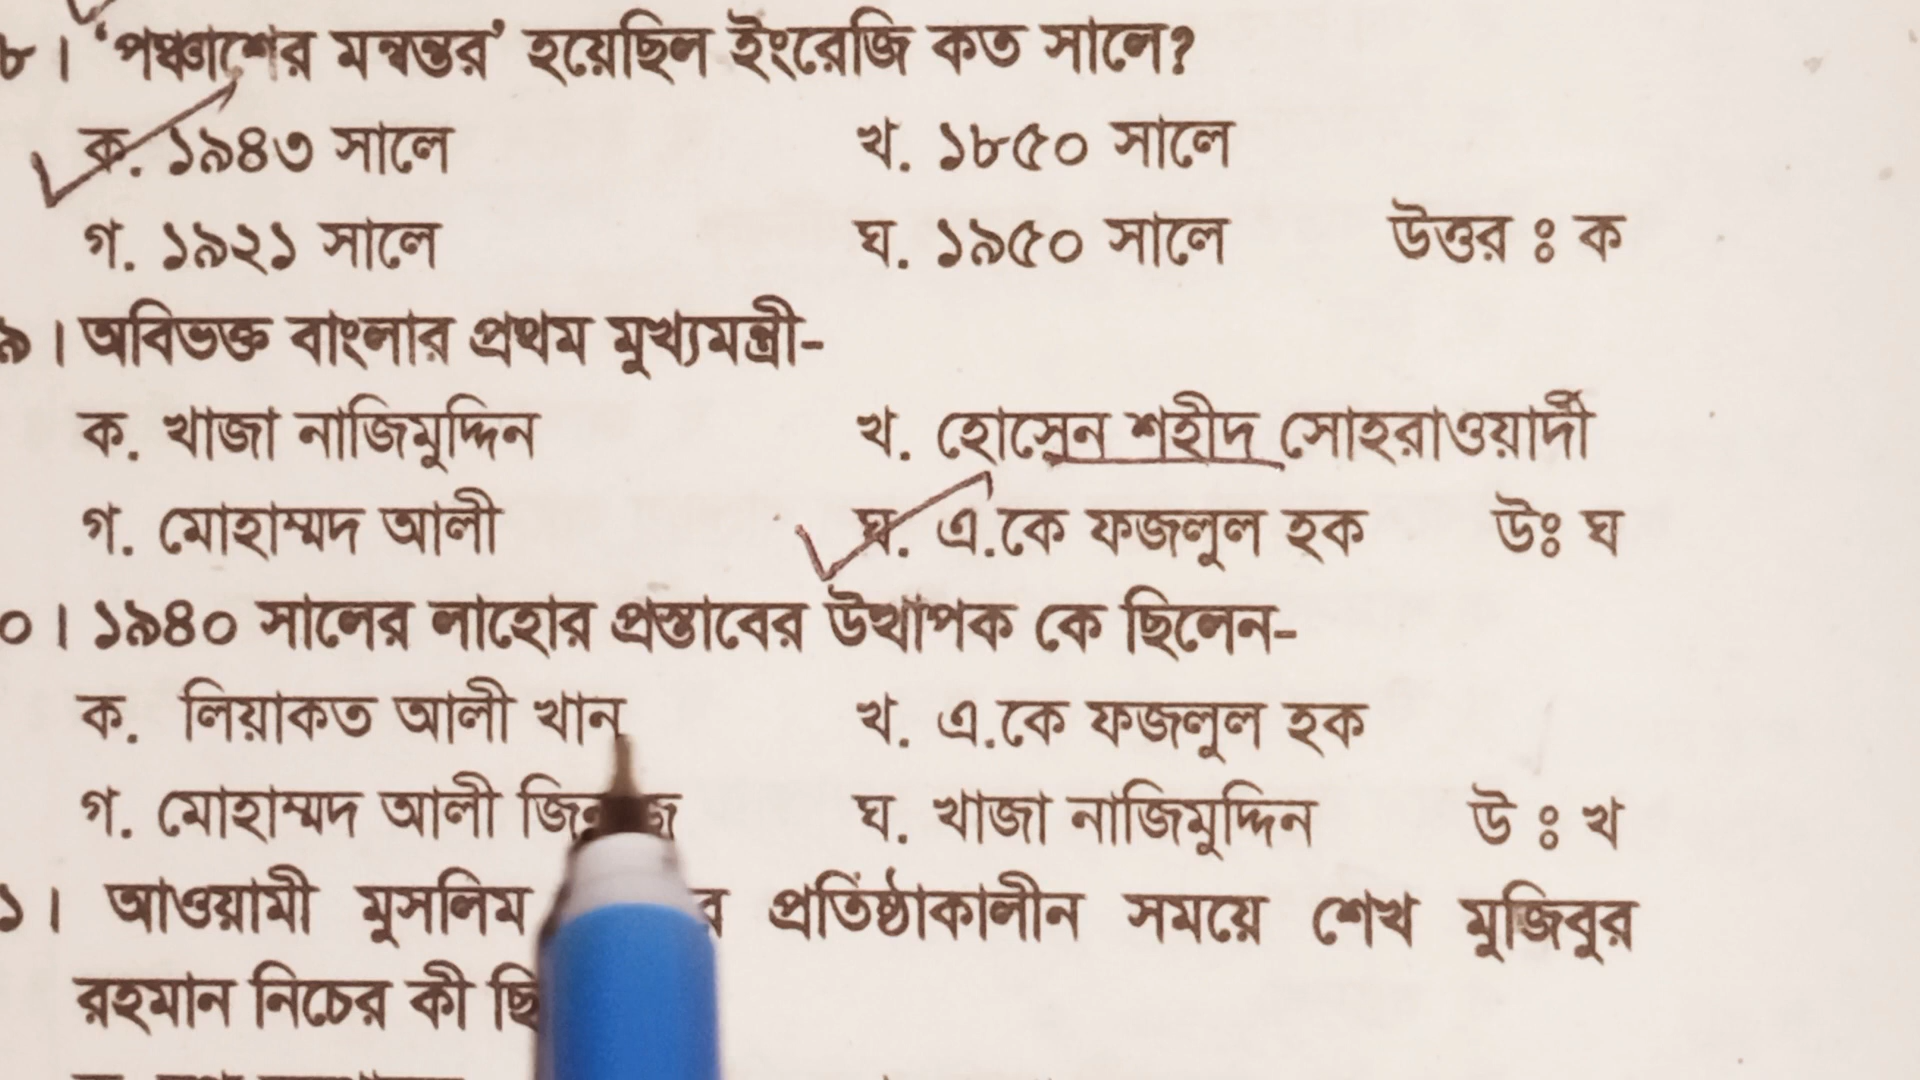 ৮। ‘পঞ্চাশের মন্বন্তর’ হয়েছিল ইংরেজি কত সালে?
ক. ১৯৪৩ সালে খ. ১৮৫০ সালে
গ. ১৯২১ সালে ঘ. ১৯৫০ সালে উত্তর ঃ ক
৯। অবিভক্ত বাংলার প্রথম মুখ্যমন্ত্রী-
ক. খাজা নাজিমুদ্দিন খ. হোসেন শহীদ সোহরাওয়ার্দী
গ. মোহাম্মদ আলী ঘ. এ.কে ফজলুল হক উঃ ঘ
০। ১৯৪০ সালের লাহোর প্রস্তাবের উত্থাপক কে ছিলেন-
ক. লিয়াকত আলী খান খ. এ.কে ফজলুল হক
গ. মোহাম্মদ আলী ঘ. খাজা নাজিমুদ্দিন উ ঃ খ
১। আওয়ামী মুসলিম প্রতিষ্ঠাকালীন সময়ে শেখ মুজিবুর
রহমান নিচের কী